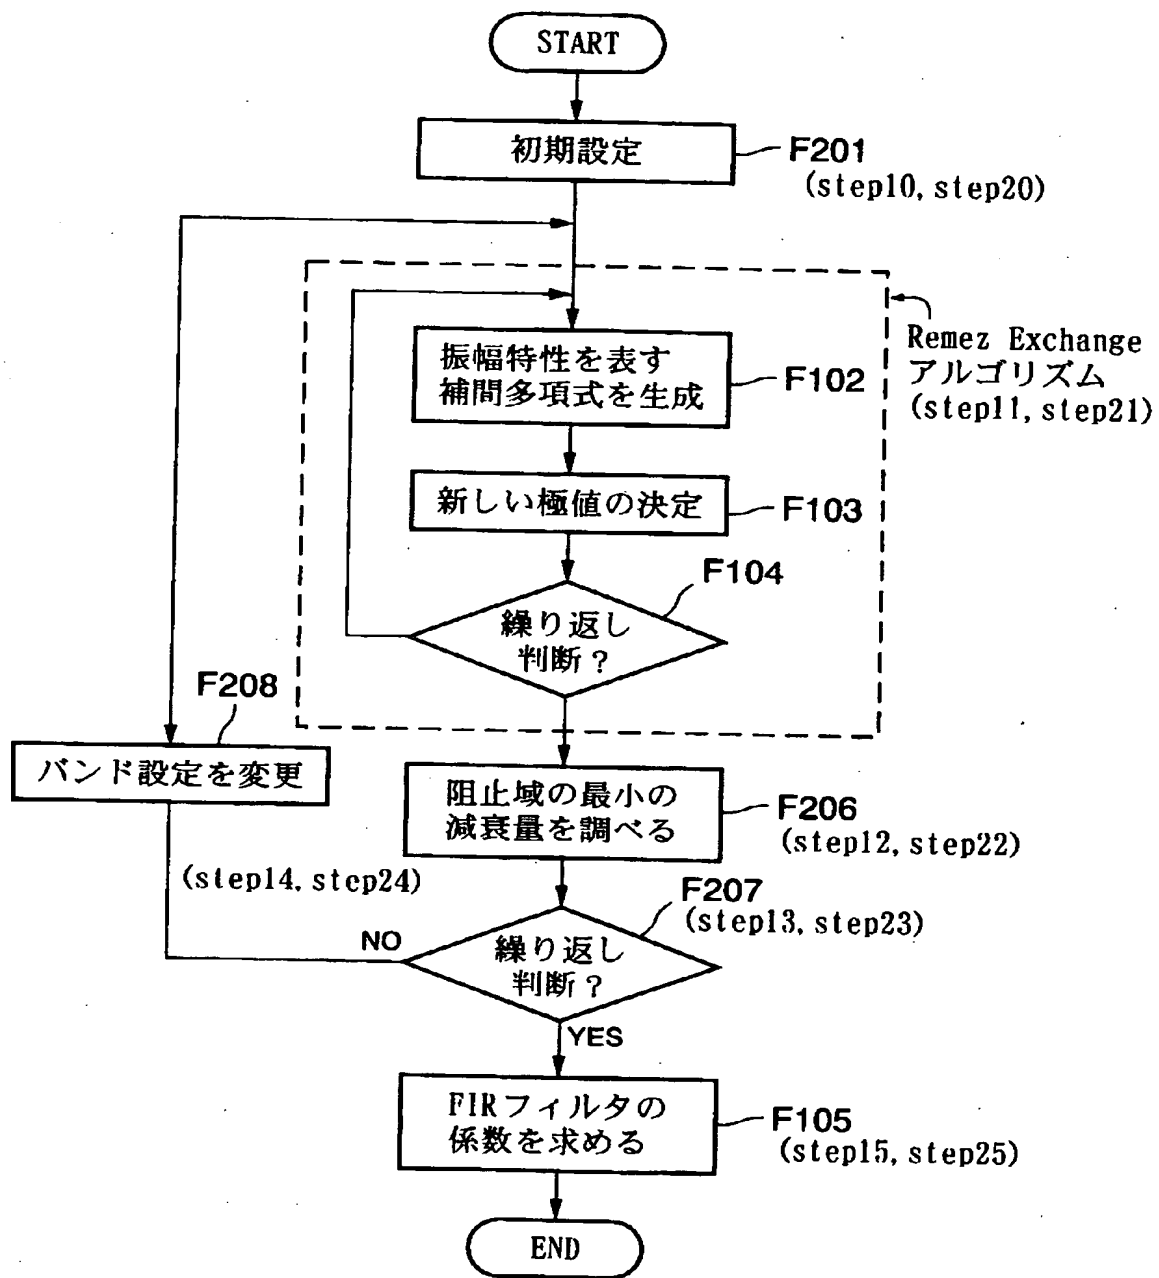 START
初期設定
F201
(step10, step20)
Remez Exchange
アルゴリズム
(step11, step21)
振幅特性を表す
補間多項式を生成
F102
新しい極値の決定
F103
F104
繰り返し
判断?
F208
バンド設定を変更
(step14, step24)
阻止域の最小の
減衰量を調べる
F206
(step12, step22)
F207
(step13, step23)
NO
繰り返し
判断?
YES
FIRフィルタの
係数を求める
F105
(step15, step25)
END